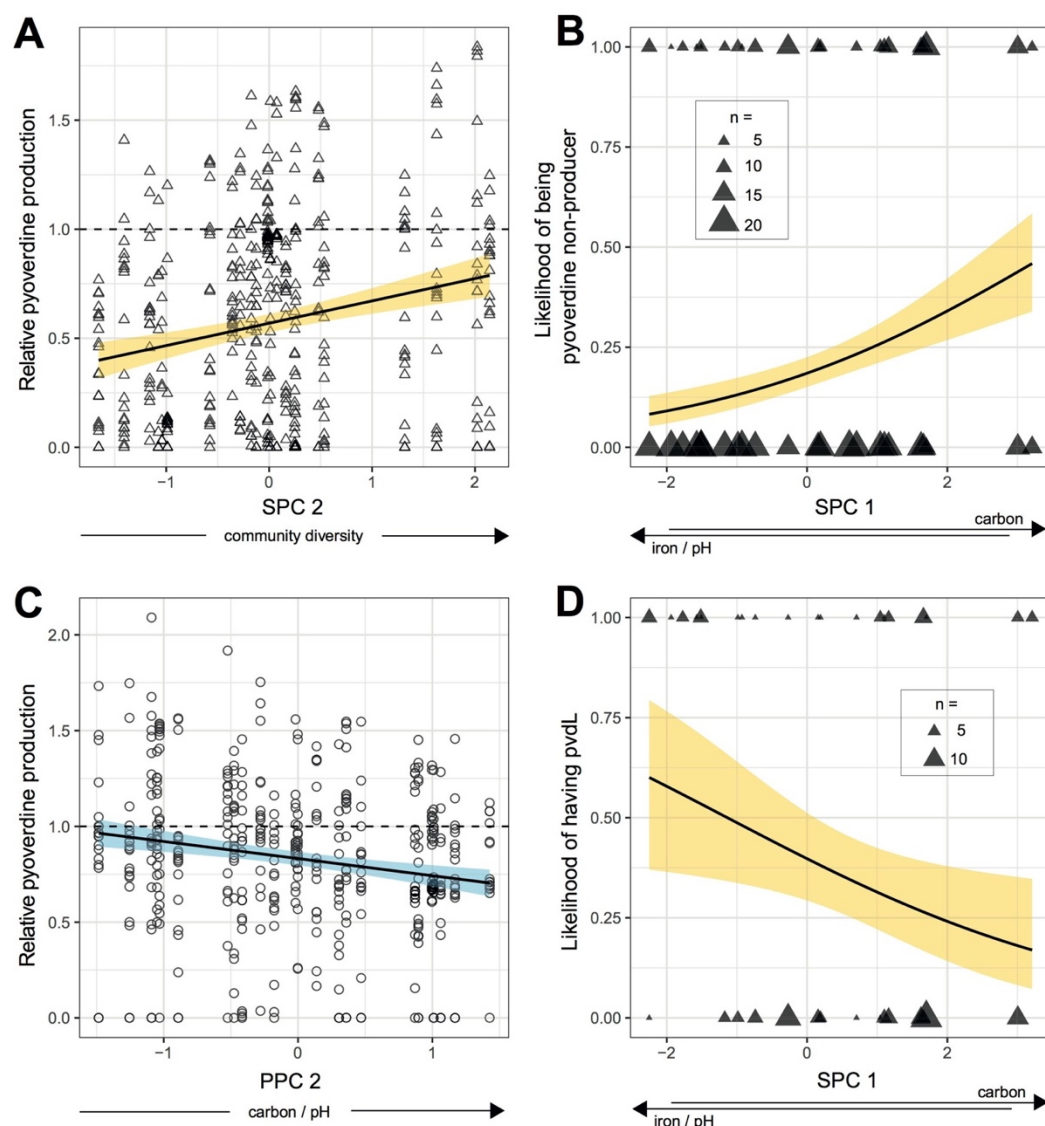 A
Relative pyoverdine production
1.5
1.0
0.5
0.0
−1
0
1
2
SPC 2
community diversity
B
Likelihood of being
pyoverdine non-producer
1.00
0.75
0.50
0.25
0.00
n =
5
10
15
20
−2
0
2
SPC 1
carbon
iron / pH
C
Relative pyoverdine production
2.0
1.5
1.0
0.5
0.0
−1
0
1
PPC 2
carbon / pH
D
Likelihood of having pvdL
1.00
0.75
0.50
0.25
0.00
n =
5
10
−2
0
2
SPC 1
carbon
iron / pH